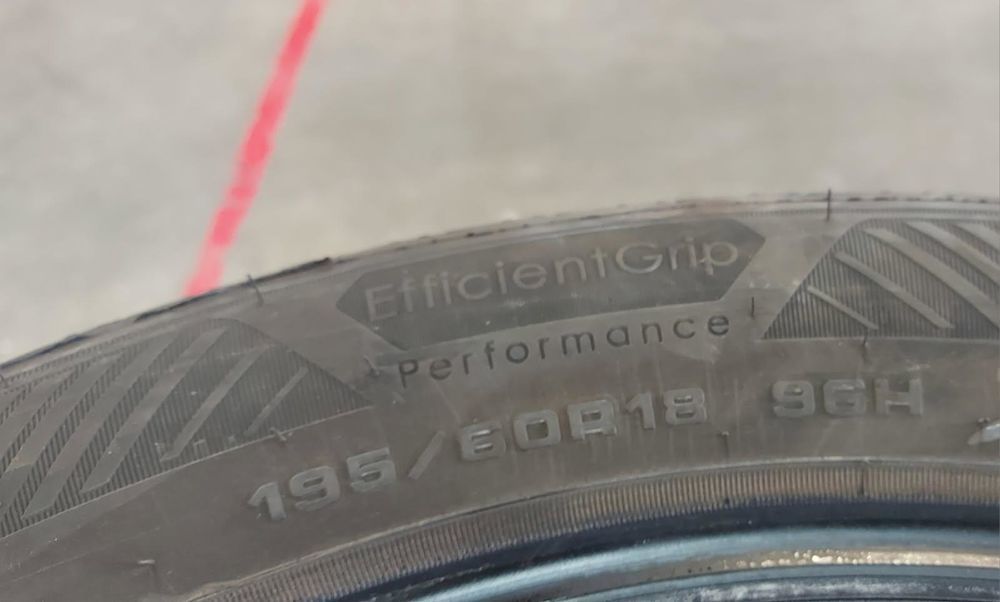 EfficientGrip
Performance
195/60R18 96H